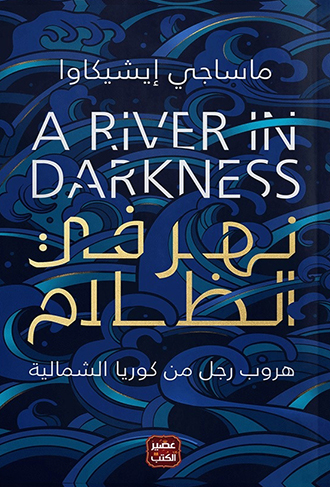 ماساجي إيشيكاوا
A RIVER IN
DARKNESS
نهر في
الظلام
هروب رجل من كوريا الشمالية
عصير
الكتب